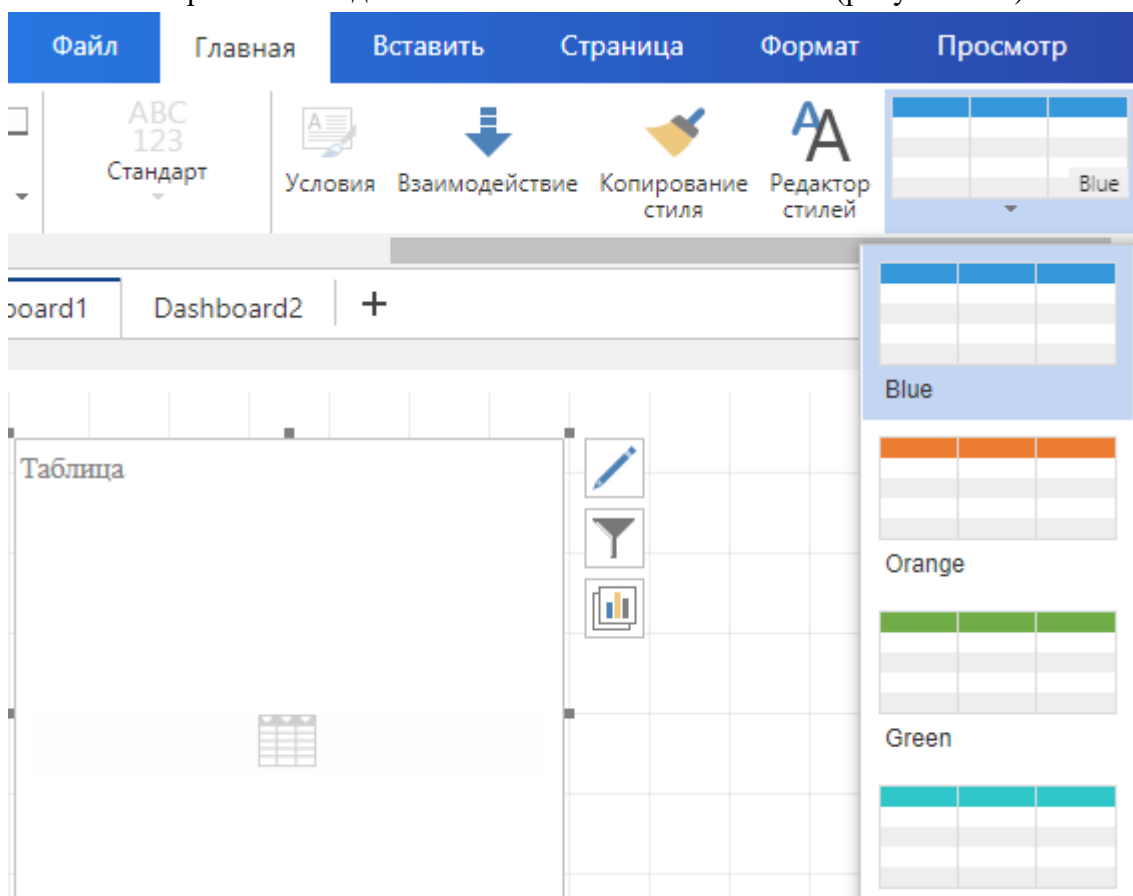 Файл Главная Вставить Страница Формат Просмотр
ABC
123
Стандарт
A
Условия Взаимодействие Копирование стиля Редактор стилей
Blue
board1 Dashboard2 +
Blue
Таблица
Orange
Green